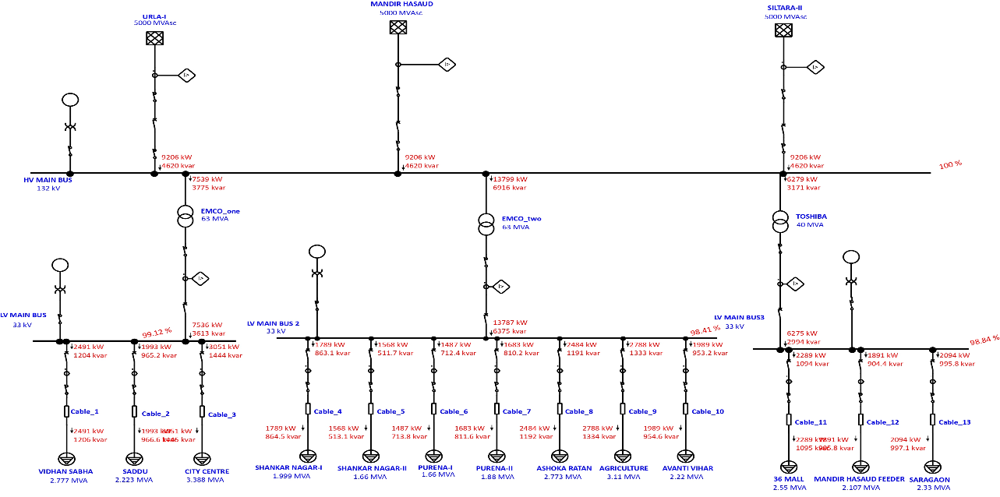 URLA-I
5000 MVAsc
MANDIR HASAUD
5000 MVAsc
SILTARA-II
5000 MVAsc
I>
I>
I>
9206 kW
4620 kvar
9206 kW
4620 kvar
9206 kW
4620 kvar
100 %
HV MAIN BUS
132 kV
7539 kW
3775 kvar
13799 kW
6916 kvar
6279 kW
3171 kvar
EMCO_one
63 MVA
EMCO_two
63 MVA
TOSHIBA
40 MVA
I>
I>
I>
LV MAIN BUS
33 kV
99.12 %
7536 kW
3613 kvar
LV MAIN BUS 2
33 kV
13787 kW
6375 kvar
98.41 %
LV MAIN BUS3
33 kV
6275 kW
2994 kvar
98.84 %
2491 kW
1204 kvar
1993 kW
965.2 kvar
3051 kW
1444 kvar
1789 kW
863.1 kvar
1568 kW
511.7 kvar
1487 kW
712.4 kvar
1683 kW
810.2 kvar
2484 kW
1191 kvar
2788 kW
1333 kvar
1989 kW
953.2 kvar
2289 kW
1094 kvar
1891 kW
904.4 kvar
2094 kW
995.8 kvar
Cable_1
Cable_2
Cable_3
Cable_4
Cable_5
Cable_6
Cable_7
Cable_8
Cable_9
Cable_10
Cable_11
Cable_12
Cable_13
2491 kW
1206 kvar
1993 kW
966.6
1789 kW
864.5 kvar
1568 kW
513.1 kvar
1487 kW
713.8 kvar
1683 kW
811.6 kvar
2484 kW
1192 kvar
2788 kW
1334 kvar
1989 kW
954.6 kvar
2289 kW
1095
2094 kW
997.1 kvar
VIDHAN SABHA
2.777 MVA
SADDU
2.223 MVA
CITY CENTRE
3.388 MVA
SHANKAR NAGAR-I
1.999 MVA
SHANKAR NAGAR-II
1.66 MVA
PURENA-I
1.66 MVA
PURENA-II
1.88 MVA
ASHOKA RATAN
2.773 MVA
AGRICULTURE
3.11 MVA
AVANTI VIHAR
2.22 MVA
36 MALL
2.55 MVA
MANDIR HASAUD FEEDER
2.107 MVA
SARAGAON
2.33 MVA